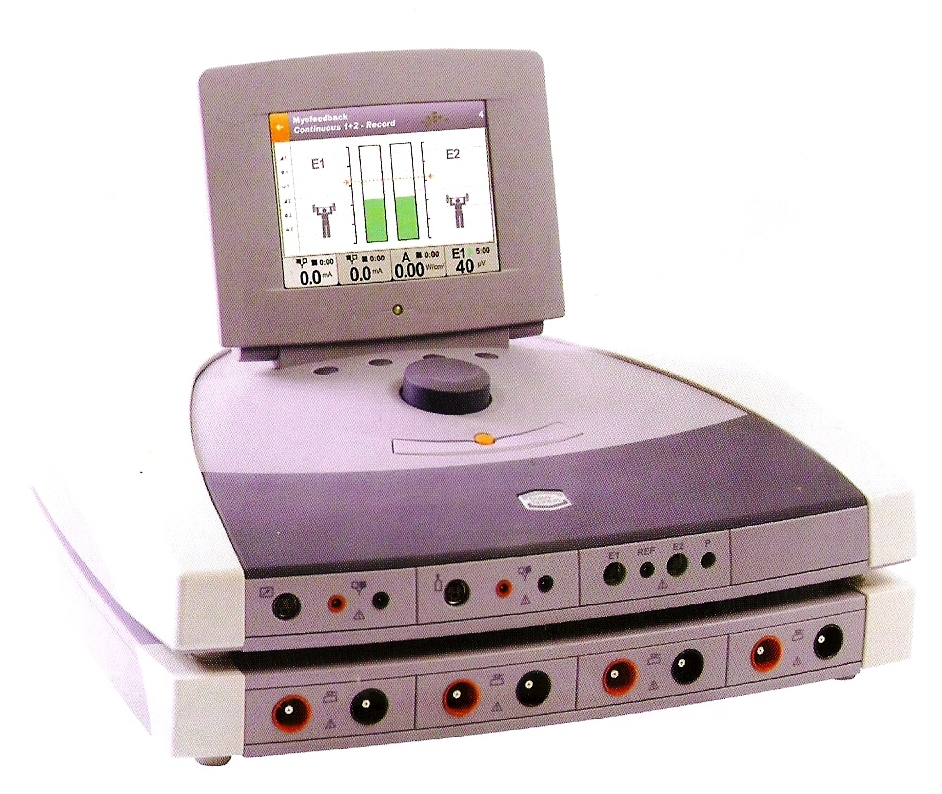 Myofeedback
4
Continuous 1+2 - Record
E1
E2
0:00
0.0 mA
0:00
0.0 mA
A 0:00
0.00 W/cm²
E1 5:00
40 µV
E1 REF E2 P